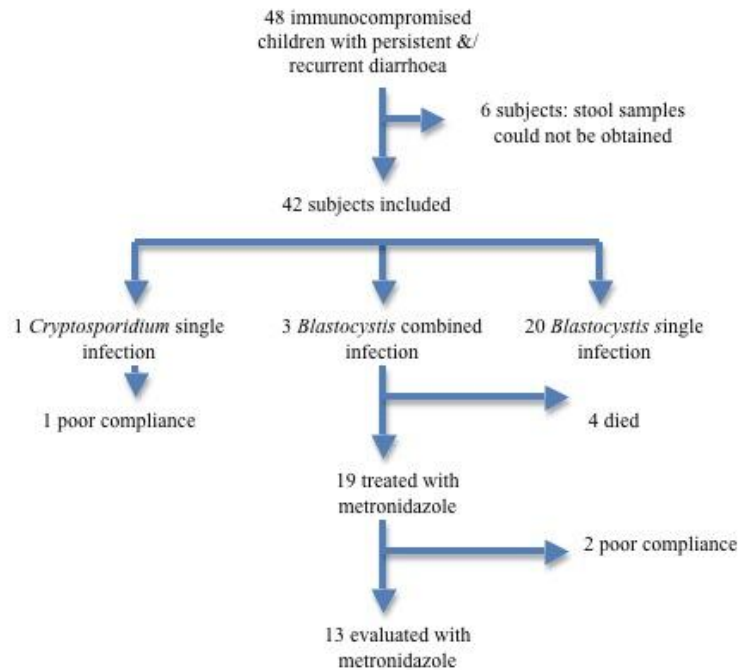 48 immunocompromised
children with persistent &/
recurrent diarrhoea
6 subjects: stool samples
could not be obtained
42 subjects included
1 Cryptosporidium single
infection
3 Blastocystis combined
infection
20 Blastocystis single
infection
1 poor compliance
4 died
19 treated with
metronidazole
2 poor compliance
13 evaluated with
metronidazole